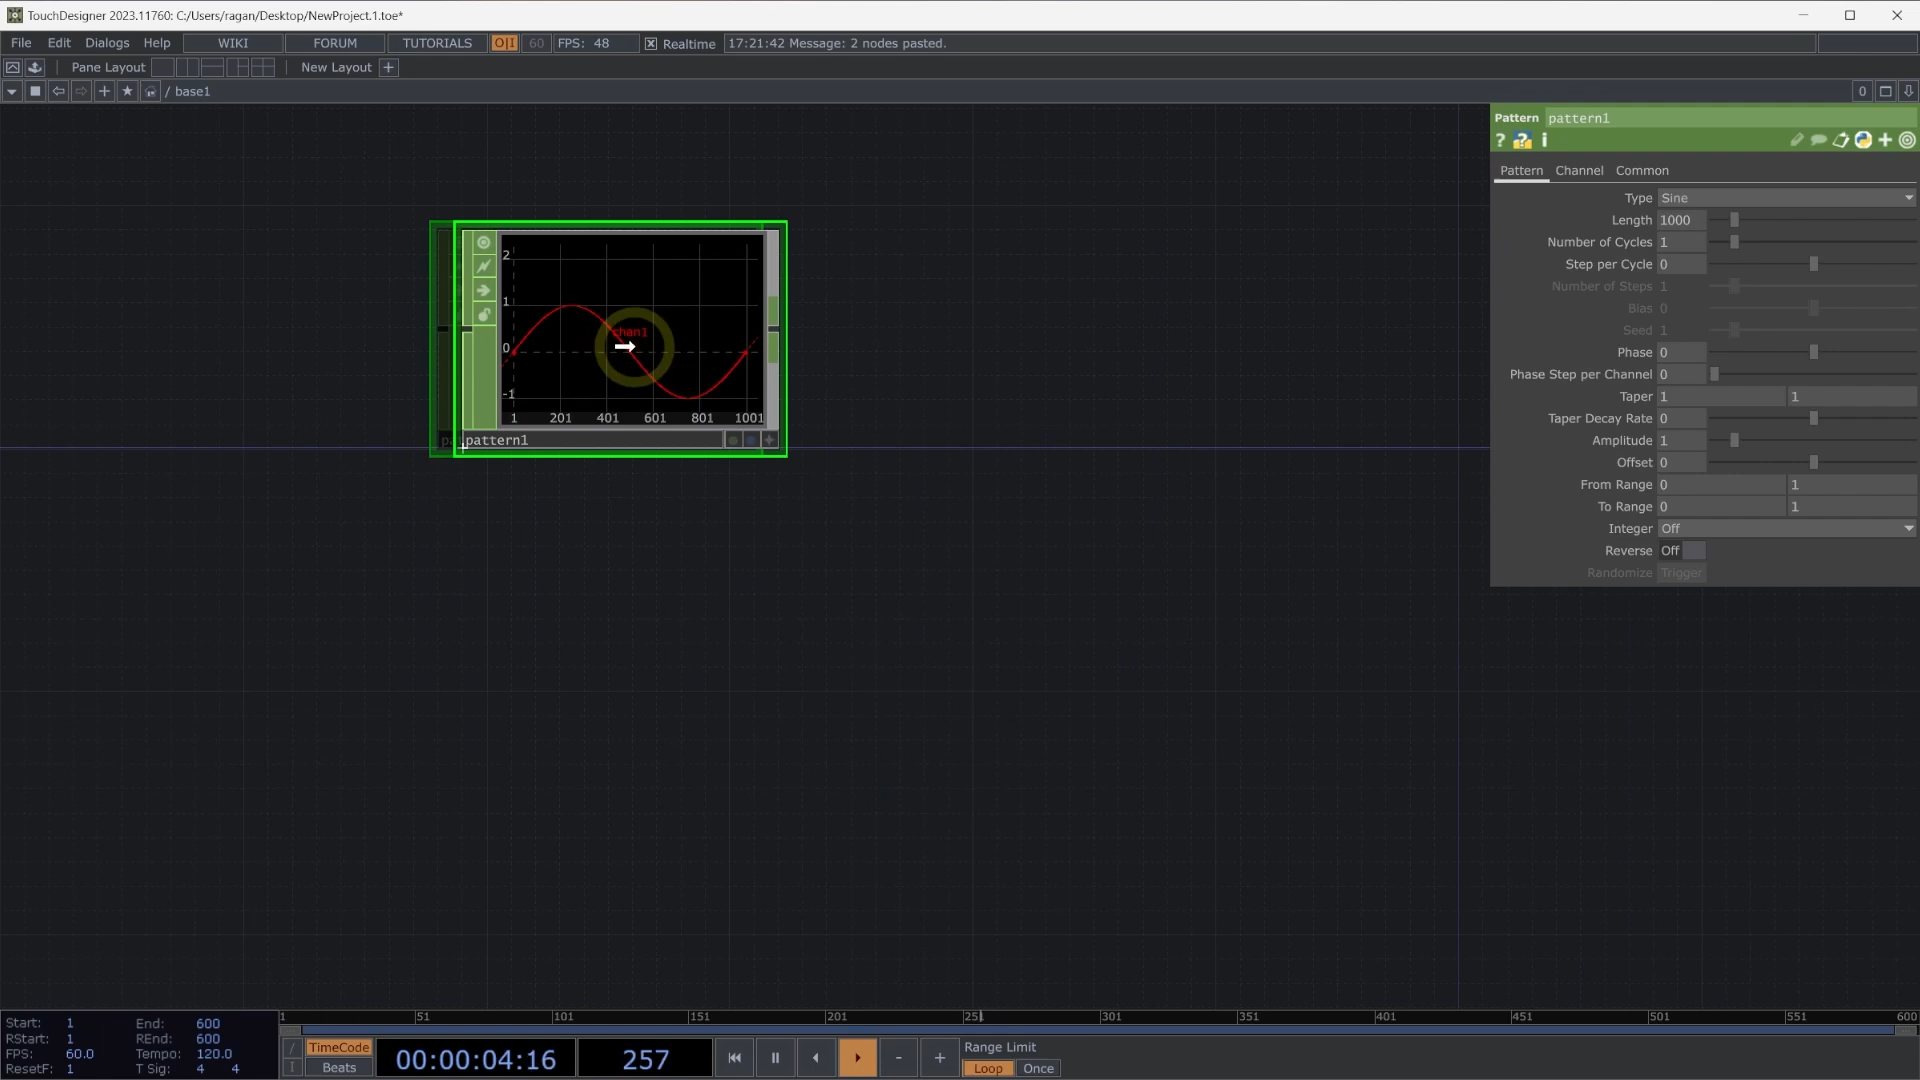 TouchDesigner 2023.11760: C:/Users/ragan/Desktop/NewProject.1.toe*
File Edit Dialogs Help WIKI FORUM TUTORIALS O|I 60 FPS: 48 Realtime 17:21:42 Message: 2 nodes pasted.
Pane Layout New Layout +
/ base1 0
Pattern pattern1
? ? i
Pattern Channel Common
Type Sine
Length 1000
Number of Cycles 1
Step per Cycle 0
Number of Steps 1
Bias 0
Seed 1
Phase 0
Phase Step per Channel 0
Taper 1 1
Taper Decay Rate 0
Amplitude 1
Offset 0
From Range 0 1
To Range 0 1
Integer Off
Reverse Off
Randomize Trigger
2
1
chan1
0
-1
1 201 401 601 801 1001
pattern1
1 51 101 151 201 251 301 351 401 451 501 551 600
Start: 1 End: 600
RStart: 1 REnd: 600
FPS: 60.0 Tempo: 120.0
ResetF: 1 T Sig: 4 4
TimeCode
Beats
00:00:04:16 257
- +
Range Limit
Loop Once